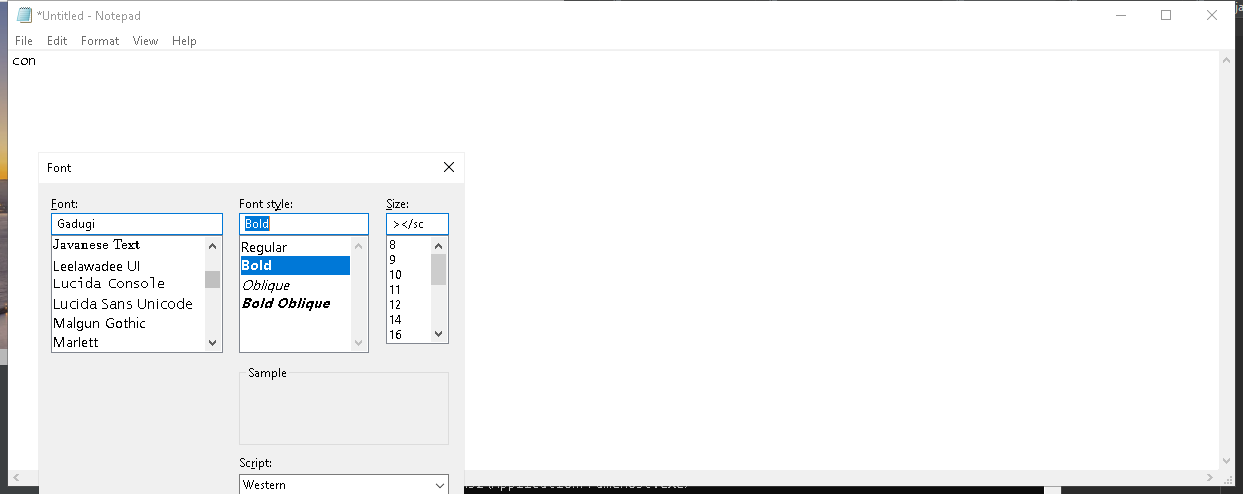 *Untitled - Notepad
File Edit Format View Help
con
Font
Font: Font style: Size:
Gadugi Bold ></sc
Javanese Text Regular 8
Leelawadee UI Bold 9
Lucida Console Oblique 10
Lucida Sans Unicode Bold Oblique 11
Malgun Gothic 12
Marlett 14
16
Sample
Script:
Western